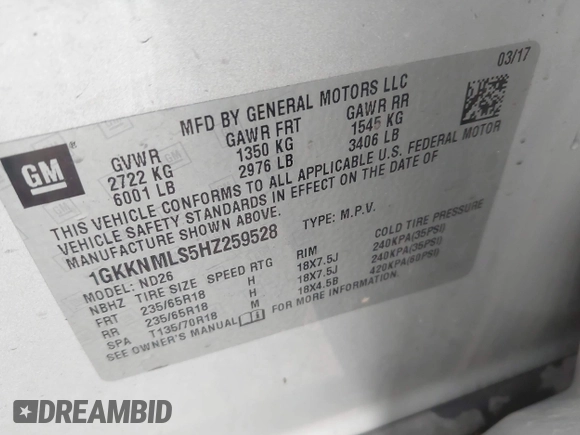 03/17
MFD BY GENERAL MOTORS LLC
GM
GVWR GAWR FRT GAWR RR
2722 KG 1350 KG 1545 KG
6001 LB 2976 LB 3406 LB
THIS VEHICLE CONFORMS TO ALL APPLICABLE U.S. FEDERAL MOTOR
VEHICLE SAFETY STANDARDS IN EFFECT ON THE DATE OF
MANUFACTURE SHOWN ABOVE.
1GKKNMLS5HZ259528 TYPE: M.P.V.
MODEL: ND26
NBHZ TIRE SIZE SPEED RTG RIM COLD TIRE PRESSURE
FRT 235/65R18 H 18X7.5J 240KPA(35PSI)
RR 235/65R18 H 18X7.5J 240KPA(35PSI)
SPA T135/70R18 M 18X4.5B 420KPA(60PSI)
SEE OWNER'S MANUAL
DREAMBID